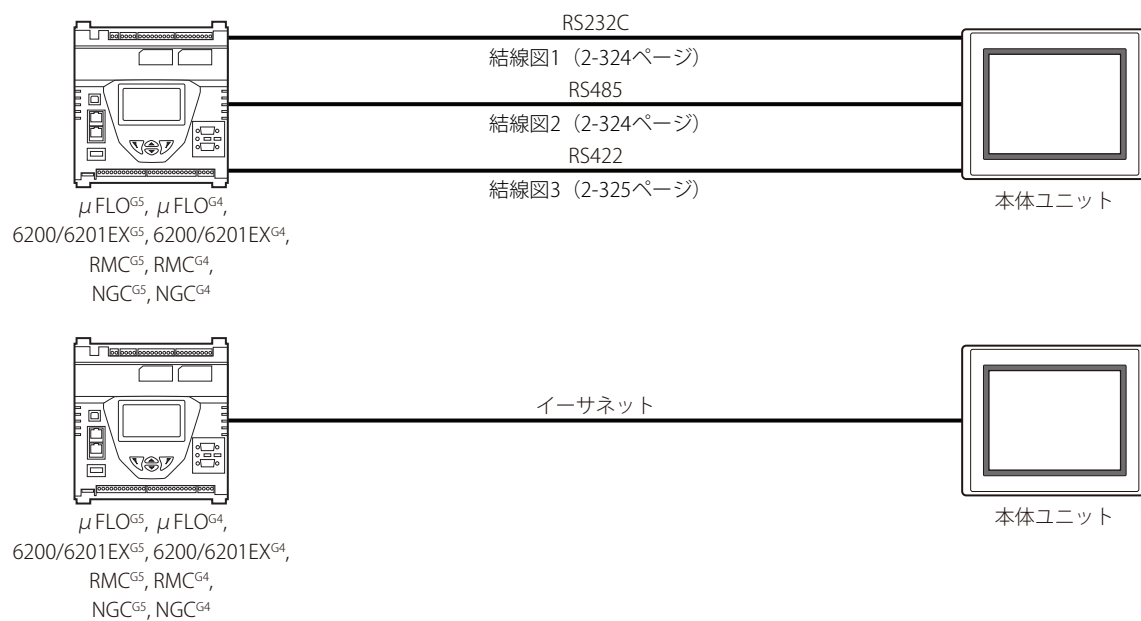 RS232C
結線図1（2-324ページ）
RS485
結線図2（2-324ページ）
RS422
結線図3（2-325ページ）
μFLOG5, μFLOG4,
6200/6201EXG5, 6200/6201EXG4,
RMCG5, RMCG4,
NGCG5, NGCG4
本体ユニット
イーサネット
μFLOG5, μFLOG4,
6200/6201EXG5, 6200/6201EXG4,
RMCG5, RMCG4,
NGCG5, NGCG4
本体ユニット